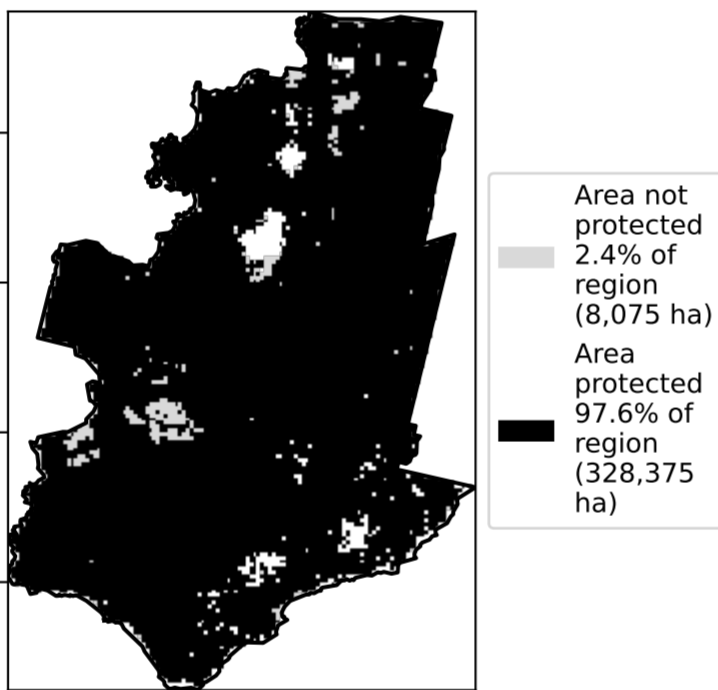 Area not
protected
2.4% of
region
(8,075 ha)
Area
protected
97.6% of
region
(328,375
ha)